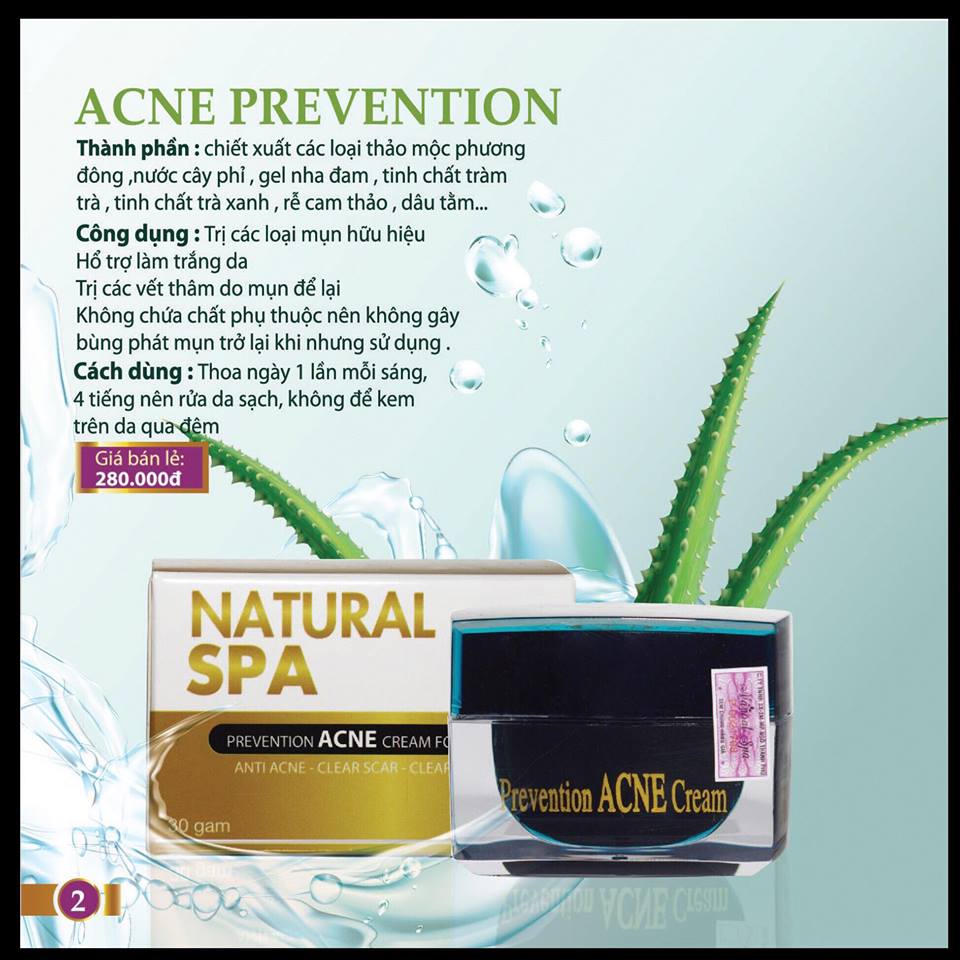 ACNE PREVENTION
Thành phần : chiết xuất các loại thảo mộc phương
đông ,nước cây phỉ , gel nha đam , tinh chất tràm
trà , tinh chất trà xanh , rễ cam thảo , dâu tằm...
Công dụng : Trị các loại mụn hữu hiệu
Hổ trợ làm trắng da
Trị các vết thâm do mụn để lại
Không chứa chất phụ thuộc nên không gây
bùng phát mụn trở lại khi nhưng sử dụng .
Cách dùng : Thoa ngày 1 lần mỗi sáng,
4 tiếng nên rửa da sạch, không để kem
trên da qua đêm
Giá bán lẻ:
280.000đ
NATURAL
SPA
PREVENTION ACNE CREAM FO
ANTI ACNE - CLEAR SCAR - CLEAR
30 gam
Prevention ACNE Cream
Natural Spa
2